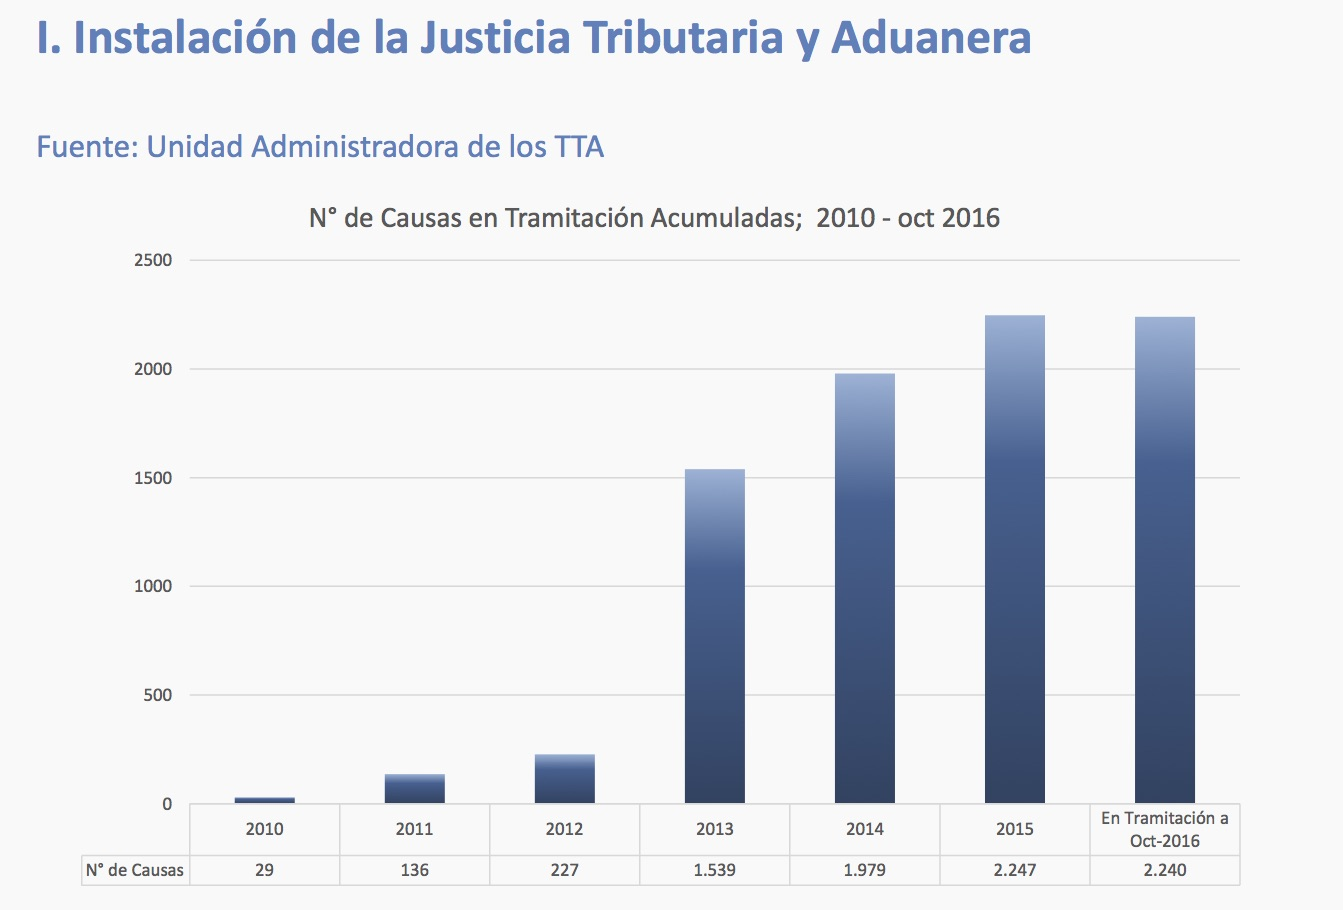 I. Instalación de la Justicia Tributaria y Aduanera
Fuente: Unidad Administradora de los TTA
N° de Causas en Tramitación Acumuladas;  2010 - oct 2016
2500
2000
1500
1000
500
0
2010 2011 2012 2013 2014 2015 En Tramitación a
Oct-2016
N° de Causas 29 136 227 1.539 1.979 2.247 2.240